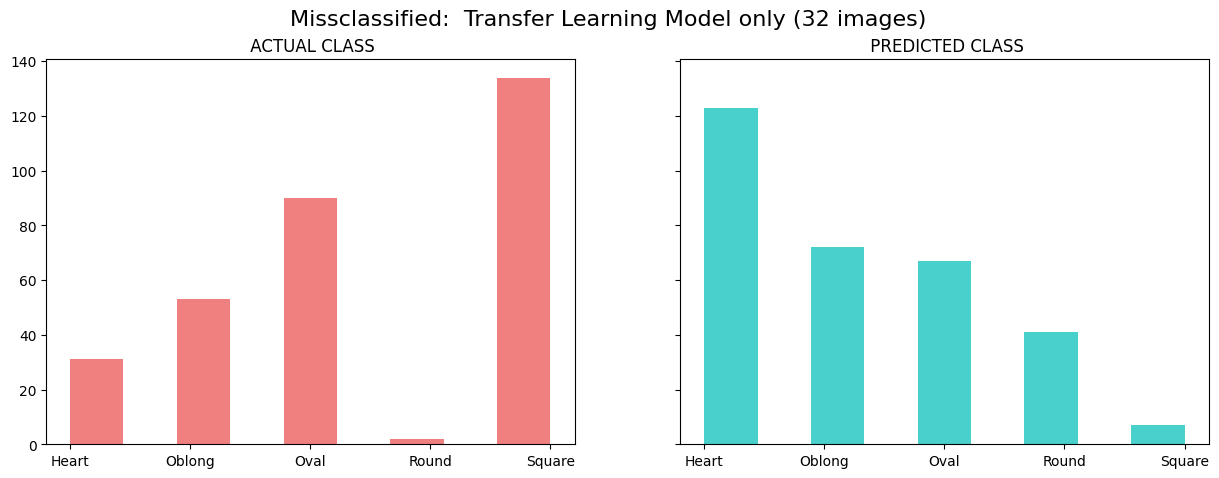 Missclassified:  Transfer Learning Model only (32 images)
ACTUAL CLASS
140
120
100
80
60
40
20
0
Heart Oblong Oval Round Square
PREDICTED CLASS
Heart Oblong Oval Round Square